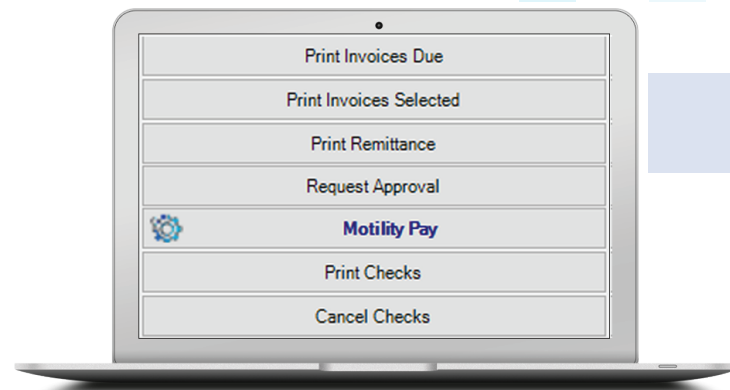 Print Invoices Due
Print Invoices Selected
Print Remittance
Request Approval
Motility Pay
Print Checks
Cancel Checks